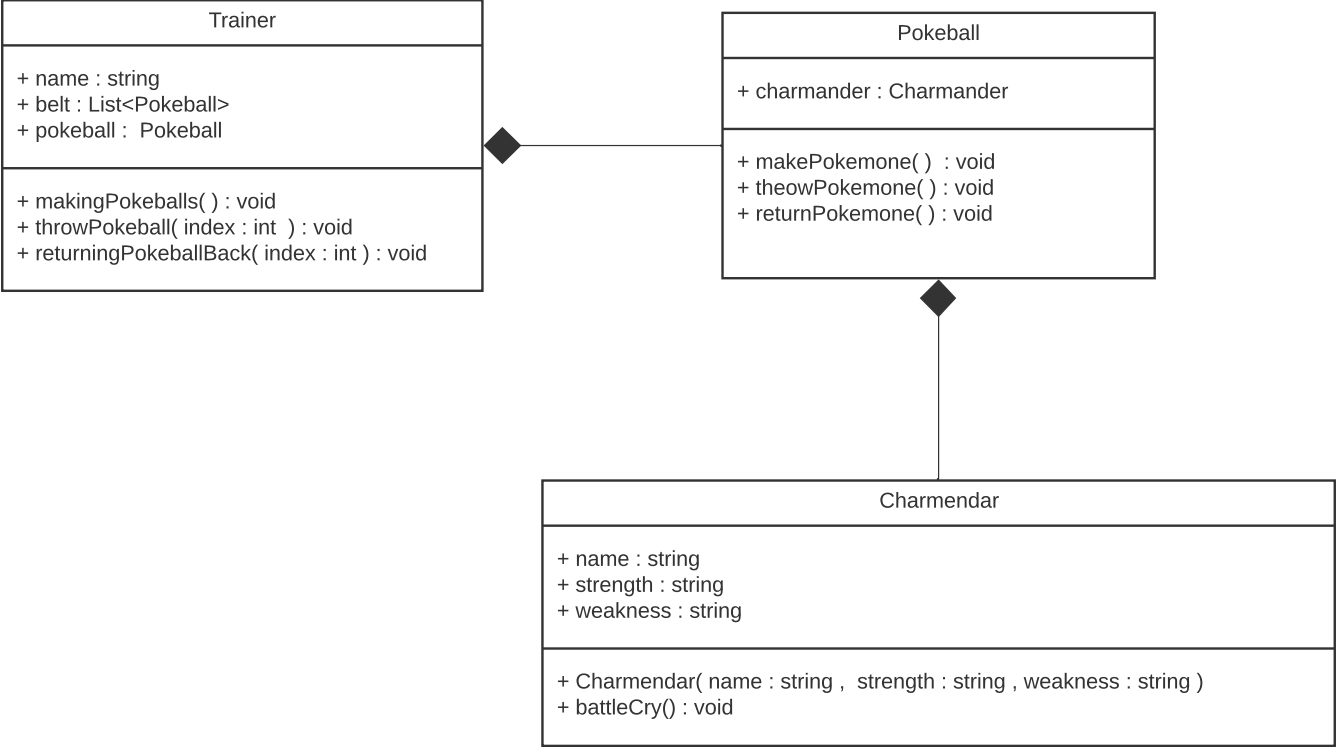 Trainer
+ name : string
+ belt : List<Pokeball>
+ pokeball :  Pokeball
+ makingPokeballs( ) : void
+ throwPokeball( index : int  ) : void
+ returningPokeballBack( index : int ) : void
Pokeball
+ charmander : Charmander
+ makePokemone( )  : void
+ theowPokemone( ) : void
+ returnPokemone( ) : void
Charmendar
+ name : string
+ strength : string
+ weakness : string
+ Charmendar( name : string ,  strength : string , weakness : string )
+ battleCry() : void